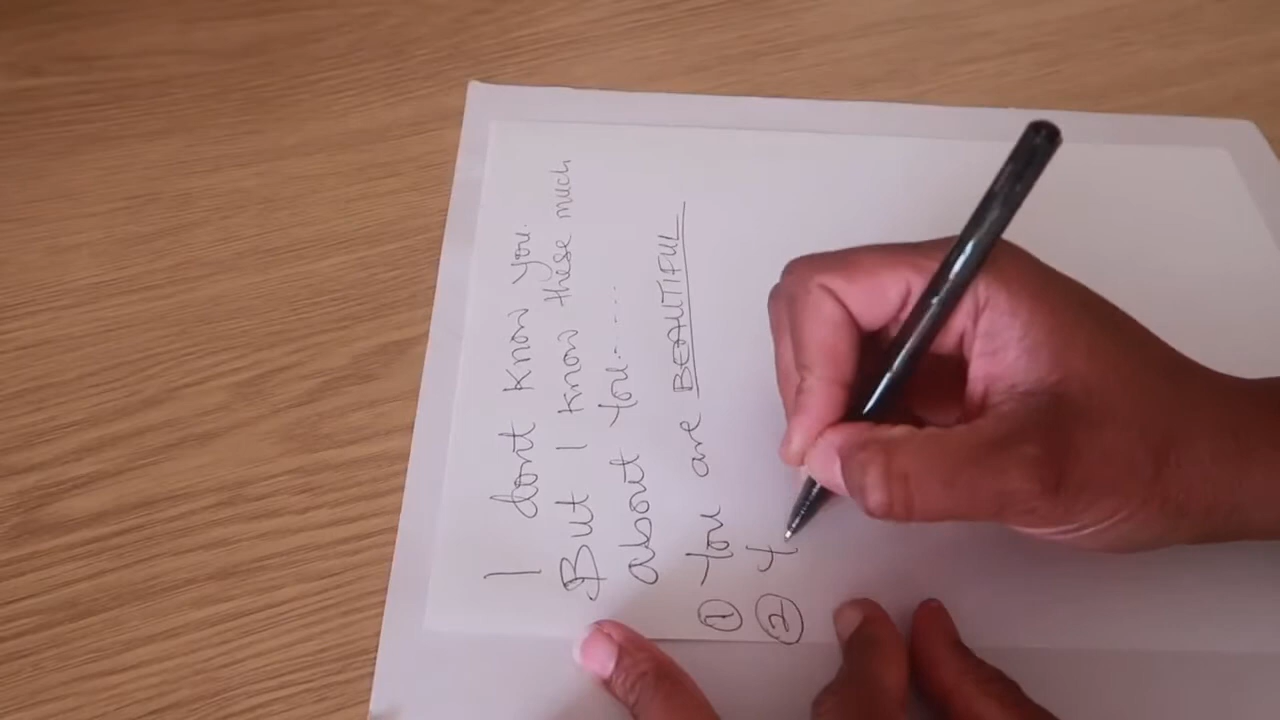 I dont know you.
But I know these much
about you......
① You are BEAUTIFUL
② Y